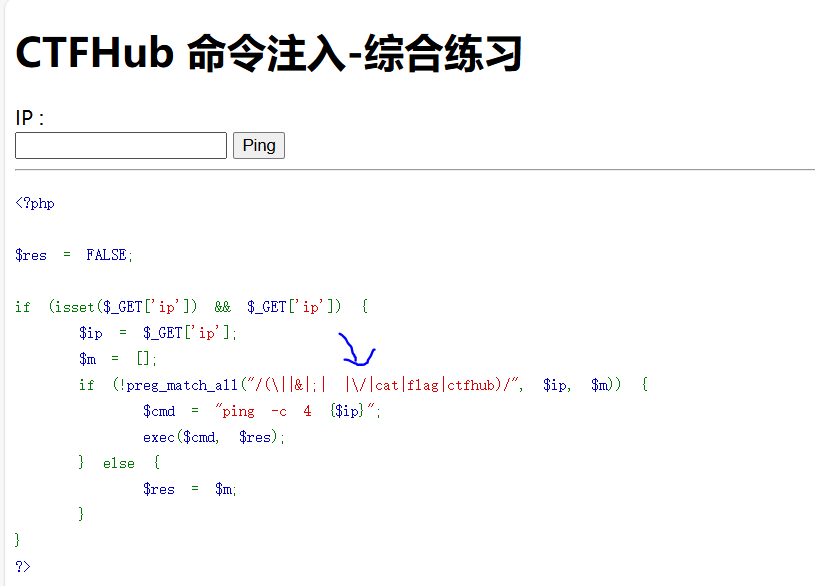 CTFHub 命令注入-综合练习
IP :
Ping
<?php
$res = FALSE;
if (isset($_GET['ip']) && $_GET['ip']) {
$ip = $_GET['ip'];
$m = [];
if (!preg_match_all("/(\||&|;| |\/|cat|flag|ctfhub)/", $ip, $m)) {
$cmd = "ping -c 4 {$ip}";
exec($cmd, $res);
} else {
$res = $m;
}
}
?>